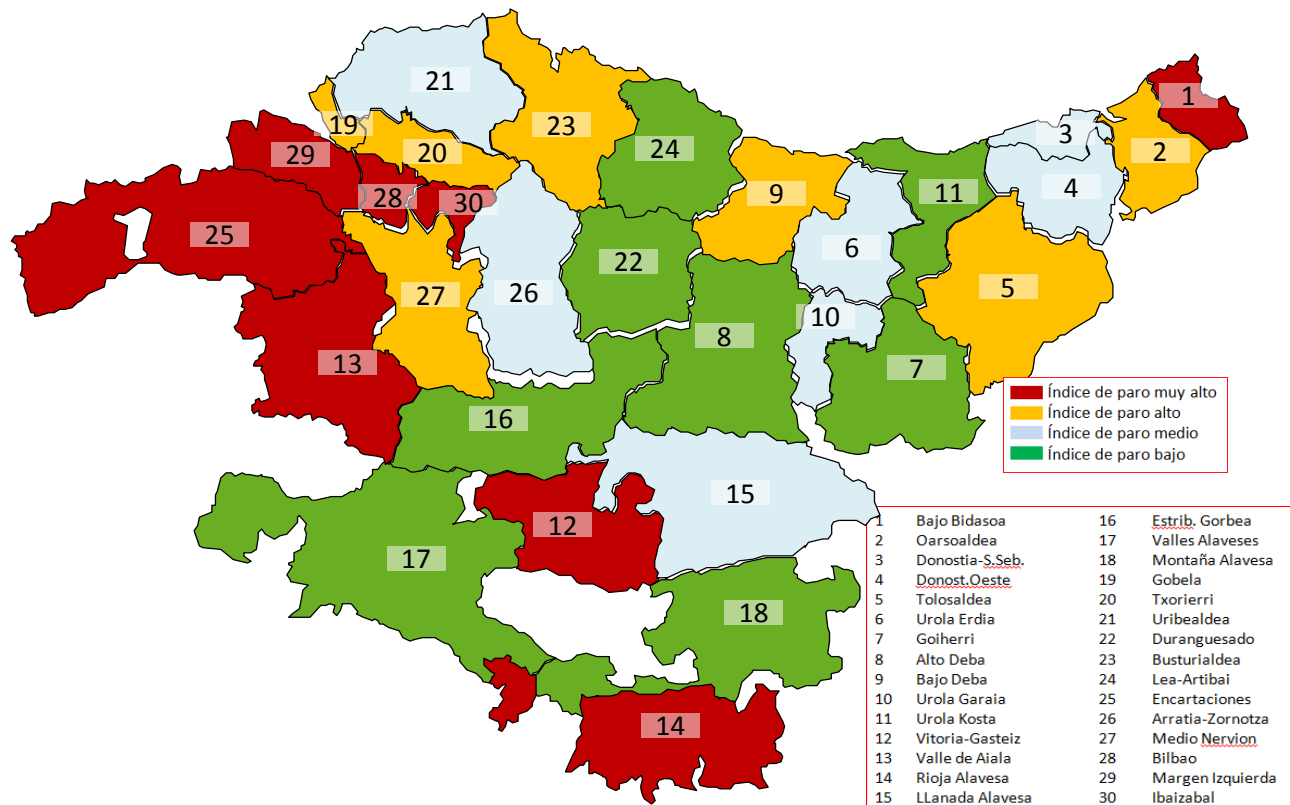 21
1
19
23
3
20
24
2
29
9
4
11
28
30
25
22
6
26
27
5
10
8
13
7
16
Índice de paro muy alto
Índice de paro alto
Índice de paro medio
Índice de paro bajo
15
12
17
18
14
1 Bajo Bidasoa 16 Estrib. Gorbea
2 Oarsoaldea 17 Valles Alaveses
3 Donostia-S.Seb. 18 Montaña Alavesa
4 Donost.Oeste 19 Gobela
5 Tolosaldea 20 Txorierri
6 Urola Erdia 21 Uribealdea
7 Goiherri 22 Duranguesado
8 Alto Deba 23 Busturialdea
9 Bajo Deba 24 Lea-Artibai
10 Urola Garaia 25 Encartaciones
11 Urola Kosta 26 Arratia-Zornotza
12 Vitoria-Gasteiz 27 Medio Nervion
13 Valle de Aiala 28 Bilbao
14 Rioja Alavesa 29 Margen Izquierda
15 LLanada Alavesa 30 Ibaizabal